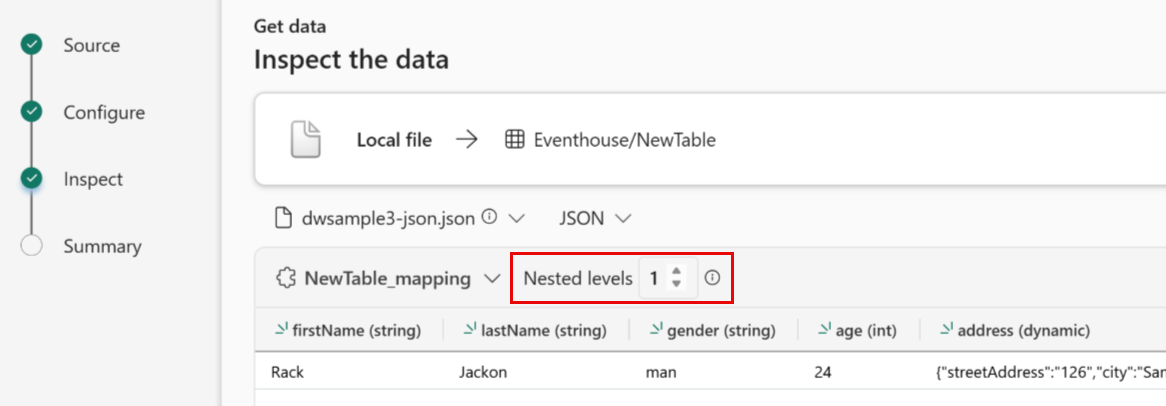 Get data
Source
Inspect the data
Configure
Local file Eventhouse/NewTable
Inspect
dwsample3-json.json JSON
Summary
NewTable_mapping Nested levels 1
firstName (string) lastName (string) gender (string) age (int) address (dynamic)
Rack Jackon man 24 {"streetAddress":"126","city":"San